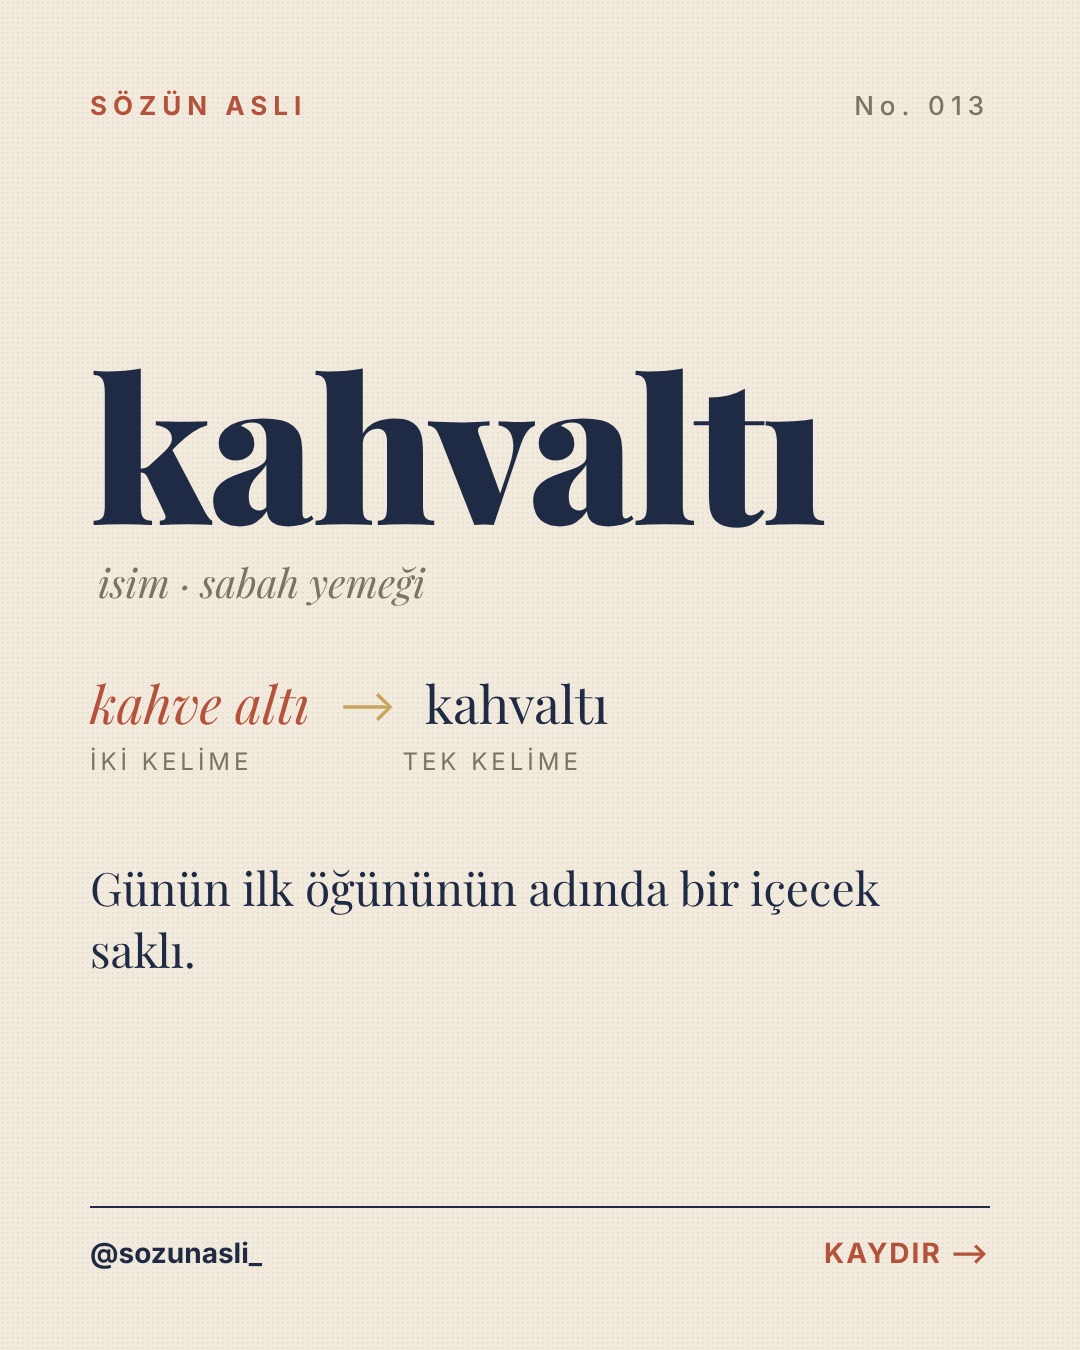 SÖZÜN ASLI
No. 013
kahvaltı
isim · sabah yemeği
kahve altı → kahvaltı
İKİ KELİME TEK KELİME
Günün ilk öğününün adında bir içecek
saklı.
@sozunasli_
KAYDIR →